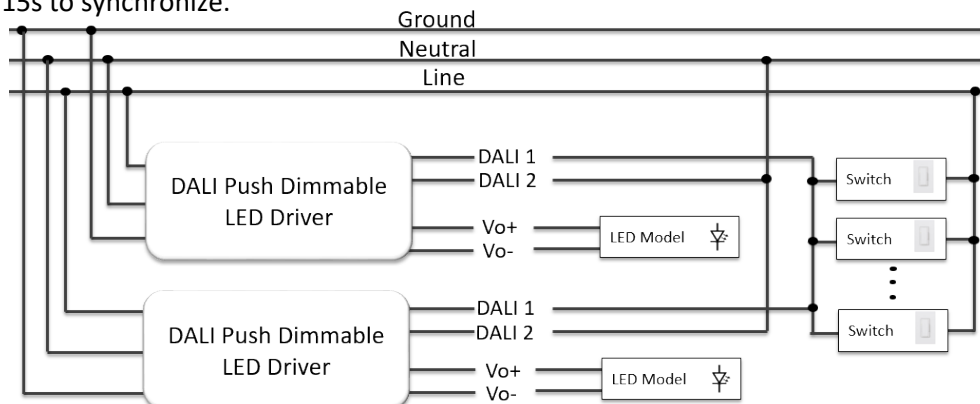 15s to synchronize.
Ground
Neutral
Line
DALI Push Dimmable
LED Driver
DALI 1
DALI 2
Vo+
Vo-
LED Model
Switch
Switch
Switch
DALI Push Dimmable
LED Driver
DALI 1
DALI 2
Vo+
Vo-
LED Model